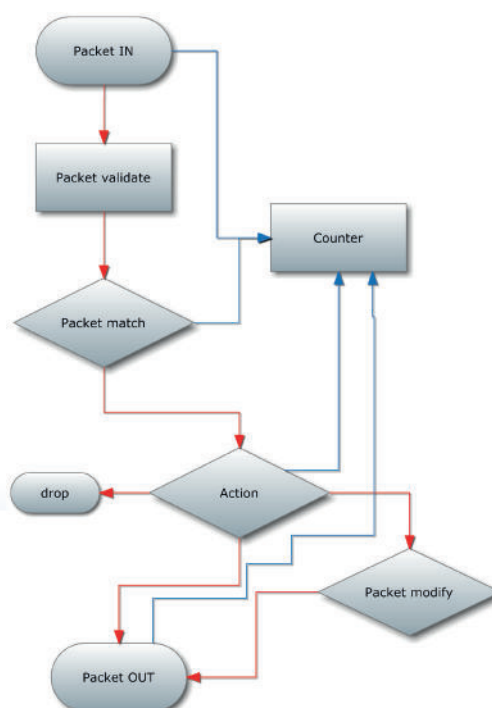 Packet IN
Packet validate
Counter
Packet match
drop
Action
Packet modify
Packet OUT